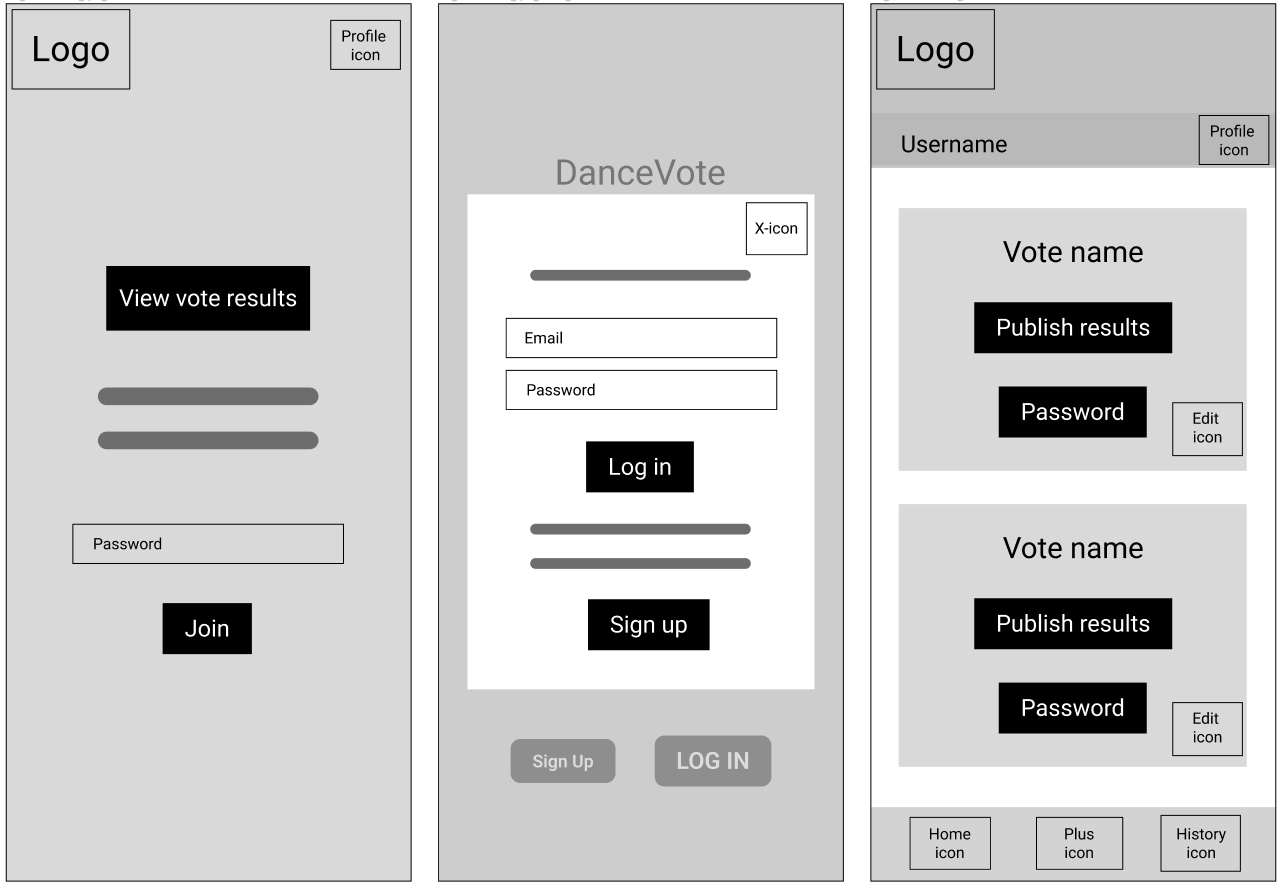 Logo
Profile
icon
View vote results
Password
Join
DanceVote
X-icon
Email
Password
Log in
Sign up
Sign Up
LOG IN
Logo
Username
Profile
icon
Vote name
Publish results
Password
Edit
icon
Vote name
Publish results
Password
Edit
icon
Home
icon
Plus
icon
History
icon